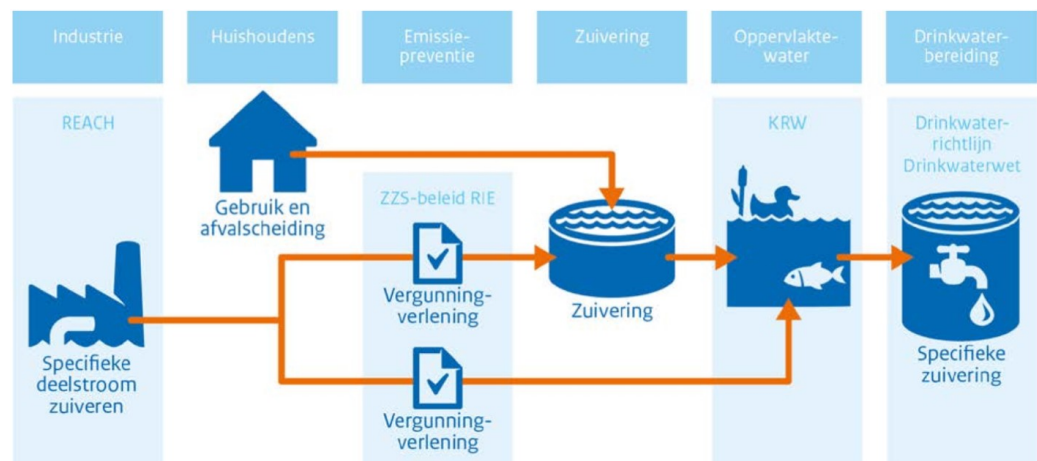 Industrie
Huishoudens
Emissie-
preventie
Zuivering
Oppervlakte-
water
Drinkwater-
bereiding
REACH
Gebruik en
afvalscheiding
ZZS-beleid RIE
KRW
Drinkwater-
richtlijn
Drinkwaterwet
Vergunning-
verlening
Zuivering
Specifieke
deelstroom
zuiveren
Vergunning-
verlening
Specifieke
zuivering